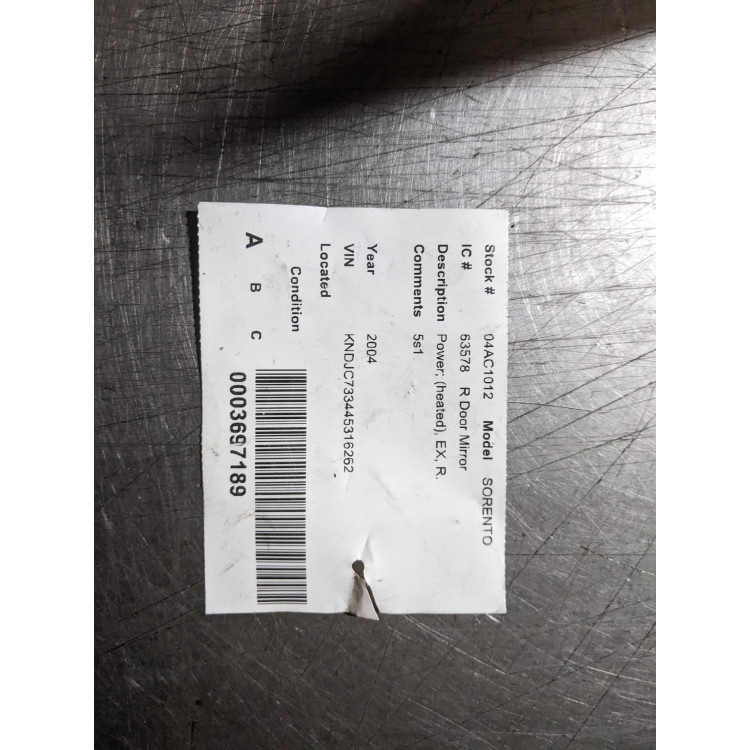 Stock # 04AC1012 Model SORENTO
IC # 63578 R Door Mirror
Description Power; (heated), EX, R.
Comments 5s1
Year 2004
VIN KNDJC733445316262
Located
Condition
A B C
0003697189